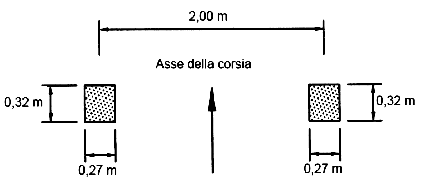 2,00 m
Asse della corsia
0,32 m
0,32 m
0,27 m
0,27 m